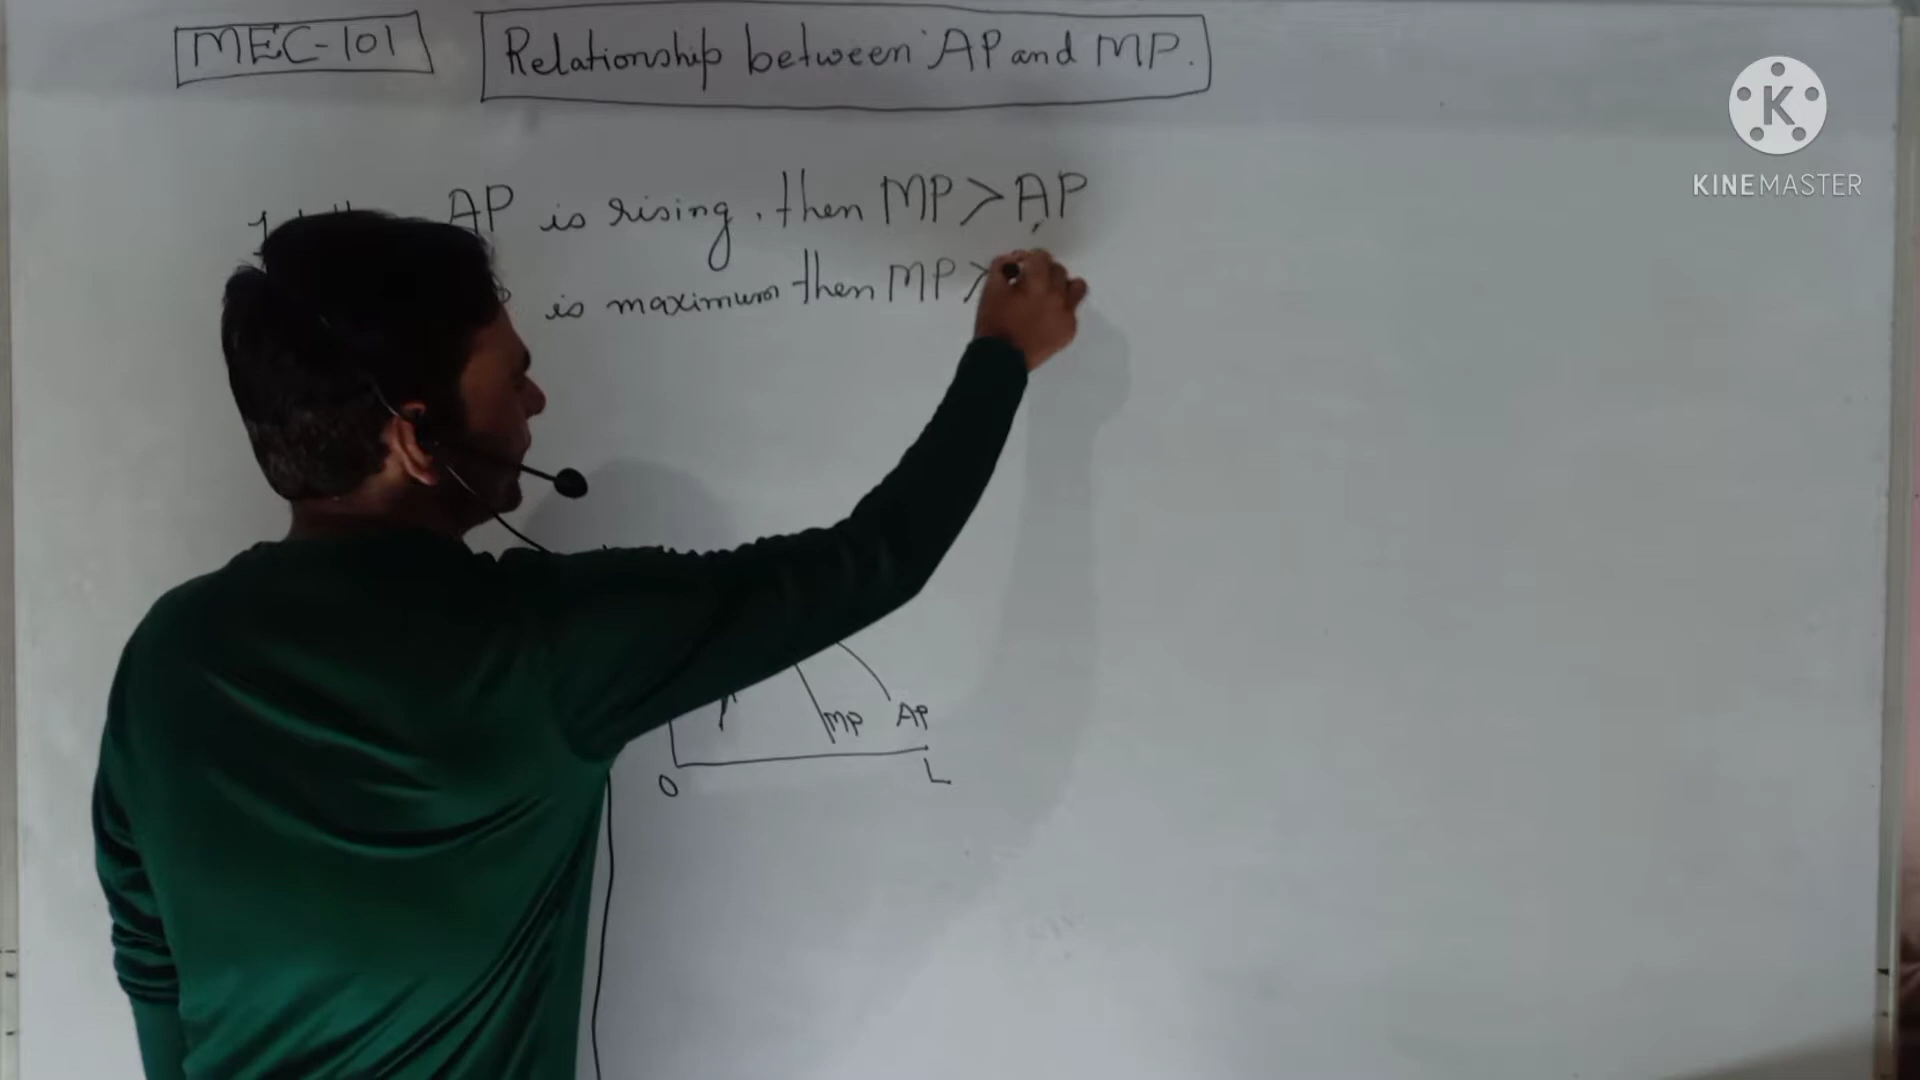 MEC-101
Relationship between AP and MP.
AP is rising, then MP > AP
is maximum then MP >
MP AP
O L
K
KINEMASTER